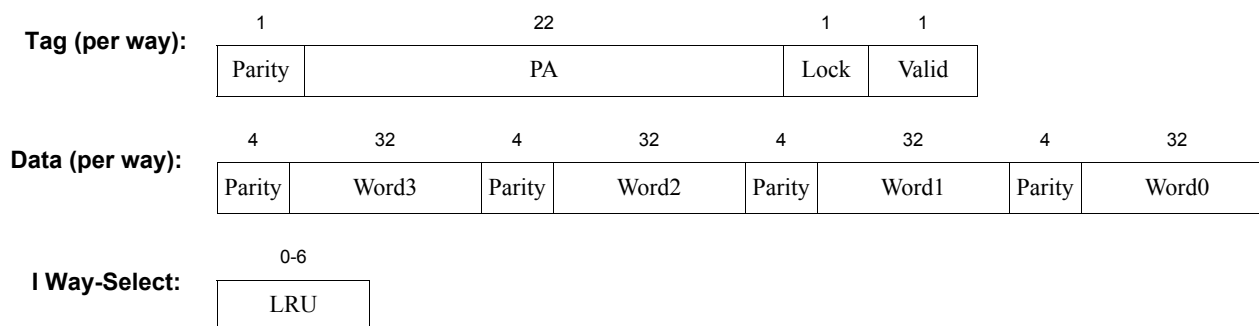 1 22 1 1
Tag (per way):
Parity PA Lock Valid
4 32 4 32 4 32 4 32
Data (per way):
Parity Word3 Parity Word2 Parity Word1 Parity Word0
0-6
I Way-Select:
LRU